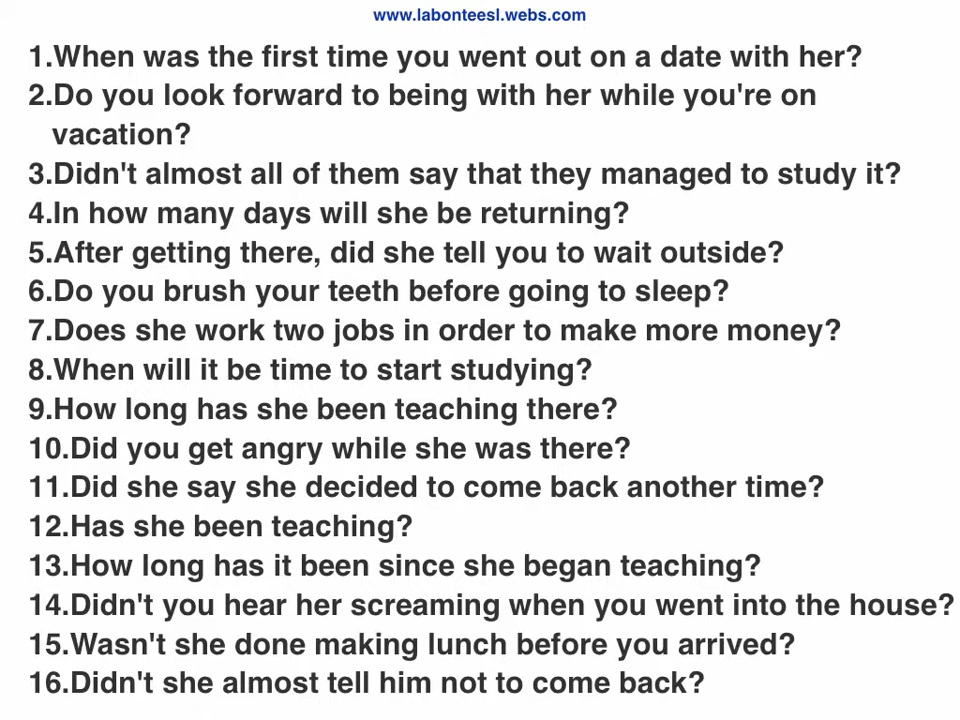 www.labonteesl.webs.com
1.When was the first time you went out on a date with her?
2.Do you look forward to being with her while you're on
vacation?
3.Didn't almost all of them say that they managed to study it?
4.In how many days will she be returning?
5.After getting there, did she tell you to wait outside?
6.Do you brush your teeth before going to sleep?
7.Does she work two jobs in order to make more money?
8.When will it be time to start studying?
9.How long has she been teaching there?
10.Did you get angry while she was there?
11.Did she say she decided to come back another time?
12.Has she been teaching?
13.How long has it been since she began teaching?
14.Didn't you hear her screaming when you went into the house?
15.Wasn't she done making lunch before you arrived?
16.Didn't she almost tell him not to come back?